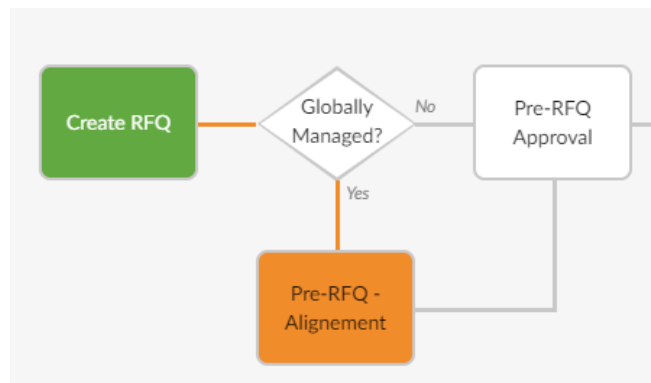 Create RFQ
Globally
Managed?
No
Pre-RFQ
Approval
Yes
Pre-RFQ -
Alignement